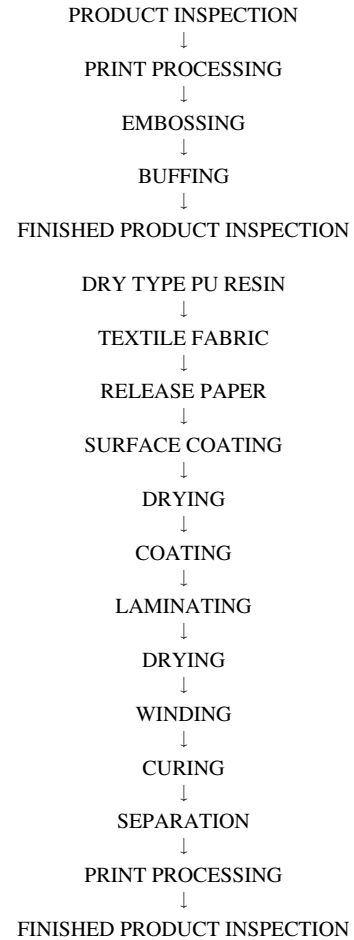 PRODUCT INSPECTION
↓
PRINT PROCESSING
↓
EMBOSSING
↓
BUFFING
↓
FINISHED PRODUCT INSPECTION
DRY TYPE PU RESIN
↓
TEXTILE FABRIC
↓
RELEASE PAPER
↓
SURFACE COATING
↓
DRYING
↓
COATING
↓
LAMINATING
↓
DRYING
↓
WINDING
↓
CURING
↓
SEPARATION
↓
PRINT PROCESSING
↓
FINISHED PRODUCT INSPECTION